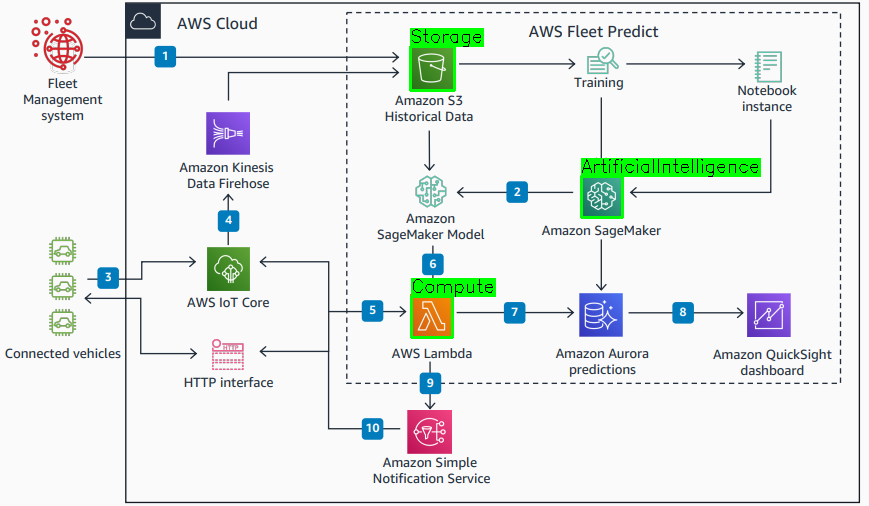 AWS Cloud
Storage
AWS Fleet Predict
1
Fleet
Management
system
Amazon S3
Historical Data
Training
Notebook
instance
Amazon Kinesis
Data Firehose
ArtificialIntelligence
2
4
Amazon
SageMaker Model
Amazon SageMaker
6
3
AWS IoT Core
Compute
5
7
8
Connected vehicles
HTTP
HTTP interface
AWS Lambda
Amazon Aurora
predictions
Amazon QuickSight
dashboard
9
10
Amazon Simple
Notification Service